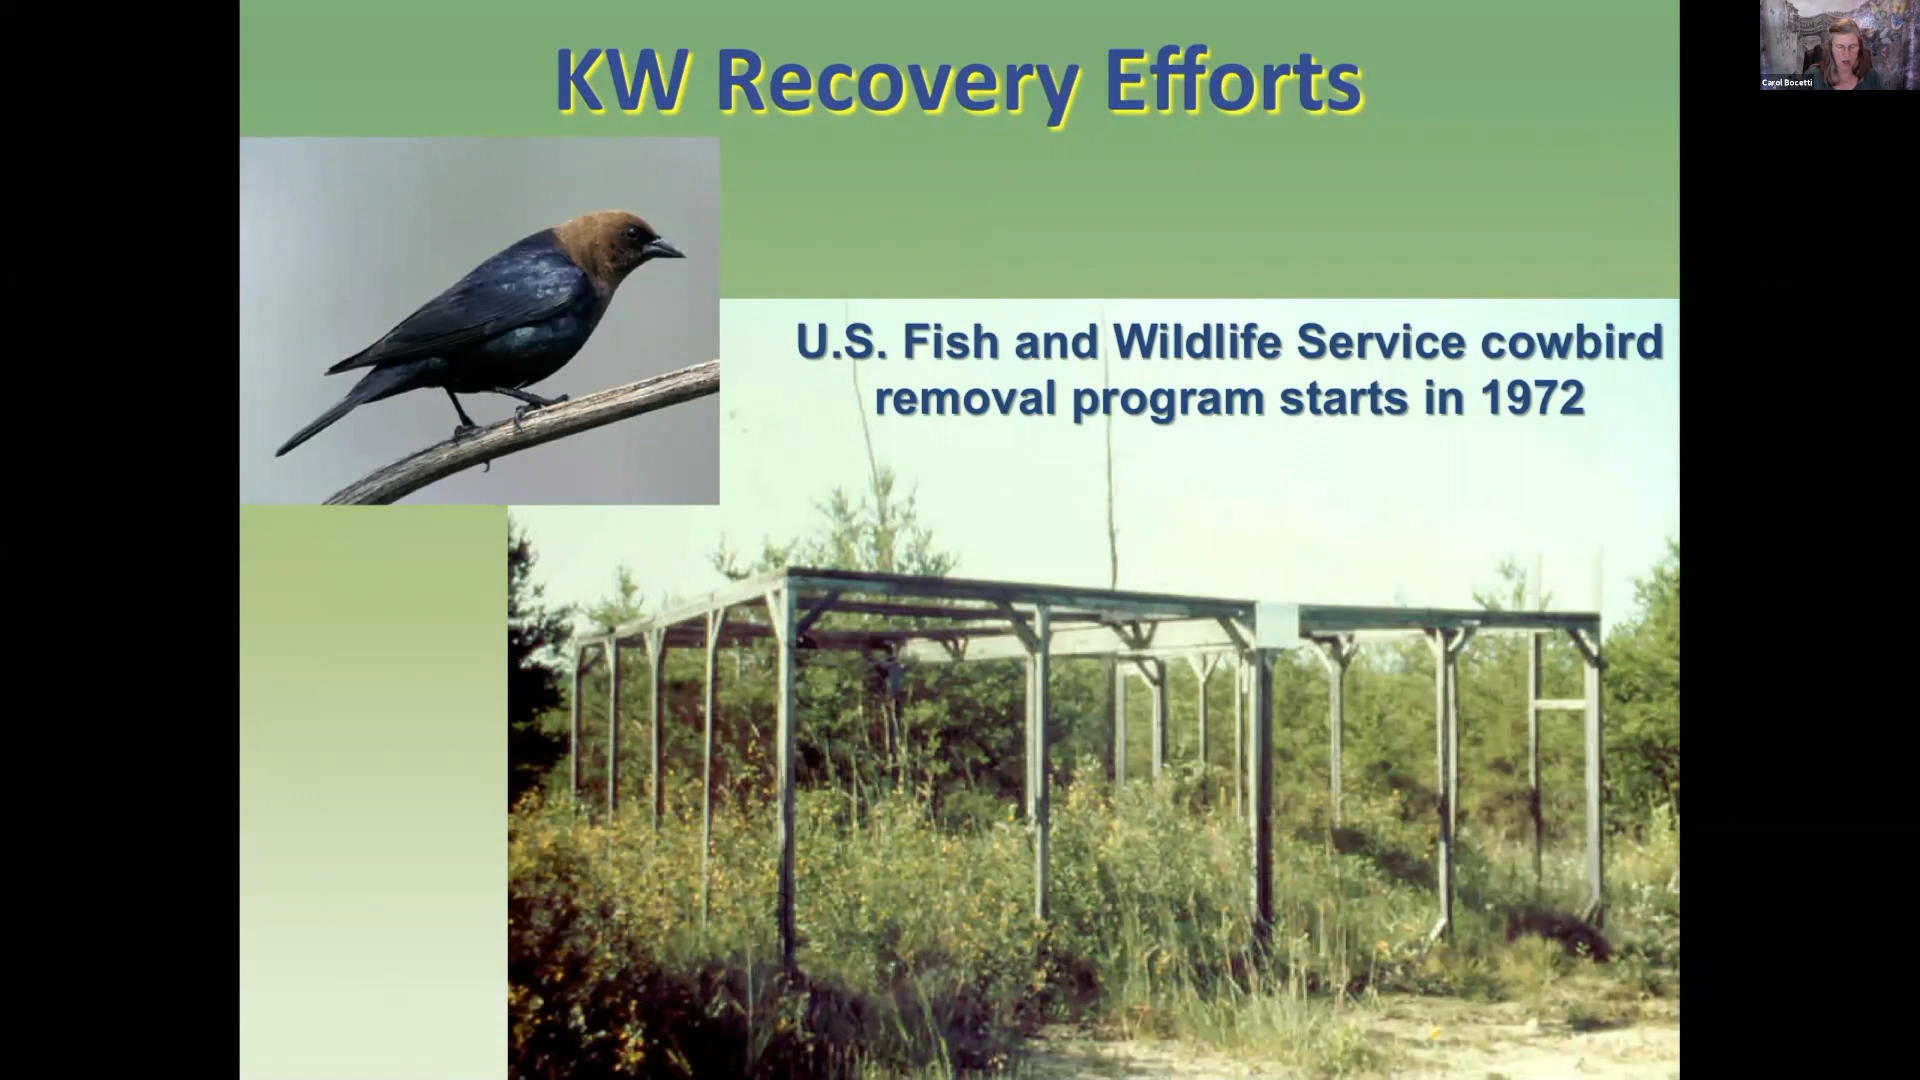 KW Recovery Efforts
Carol Bocetti
U.S. Fish and Wildlife Service cowbird
removal program starts in 1972